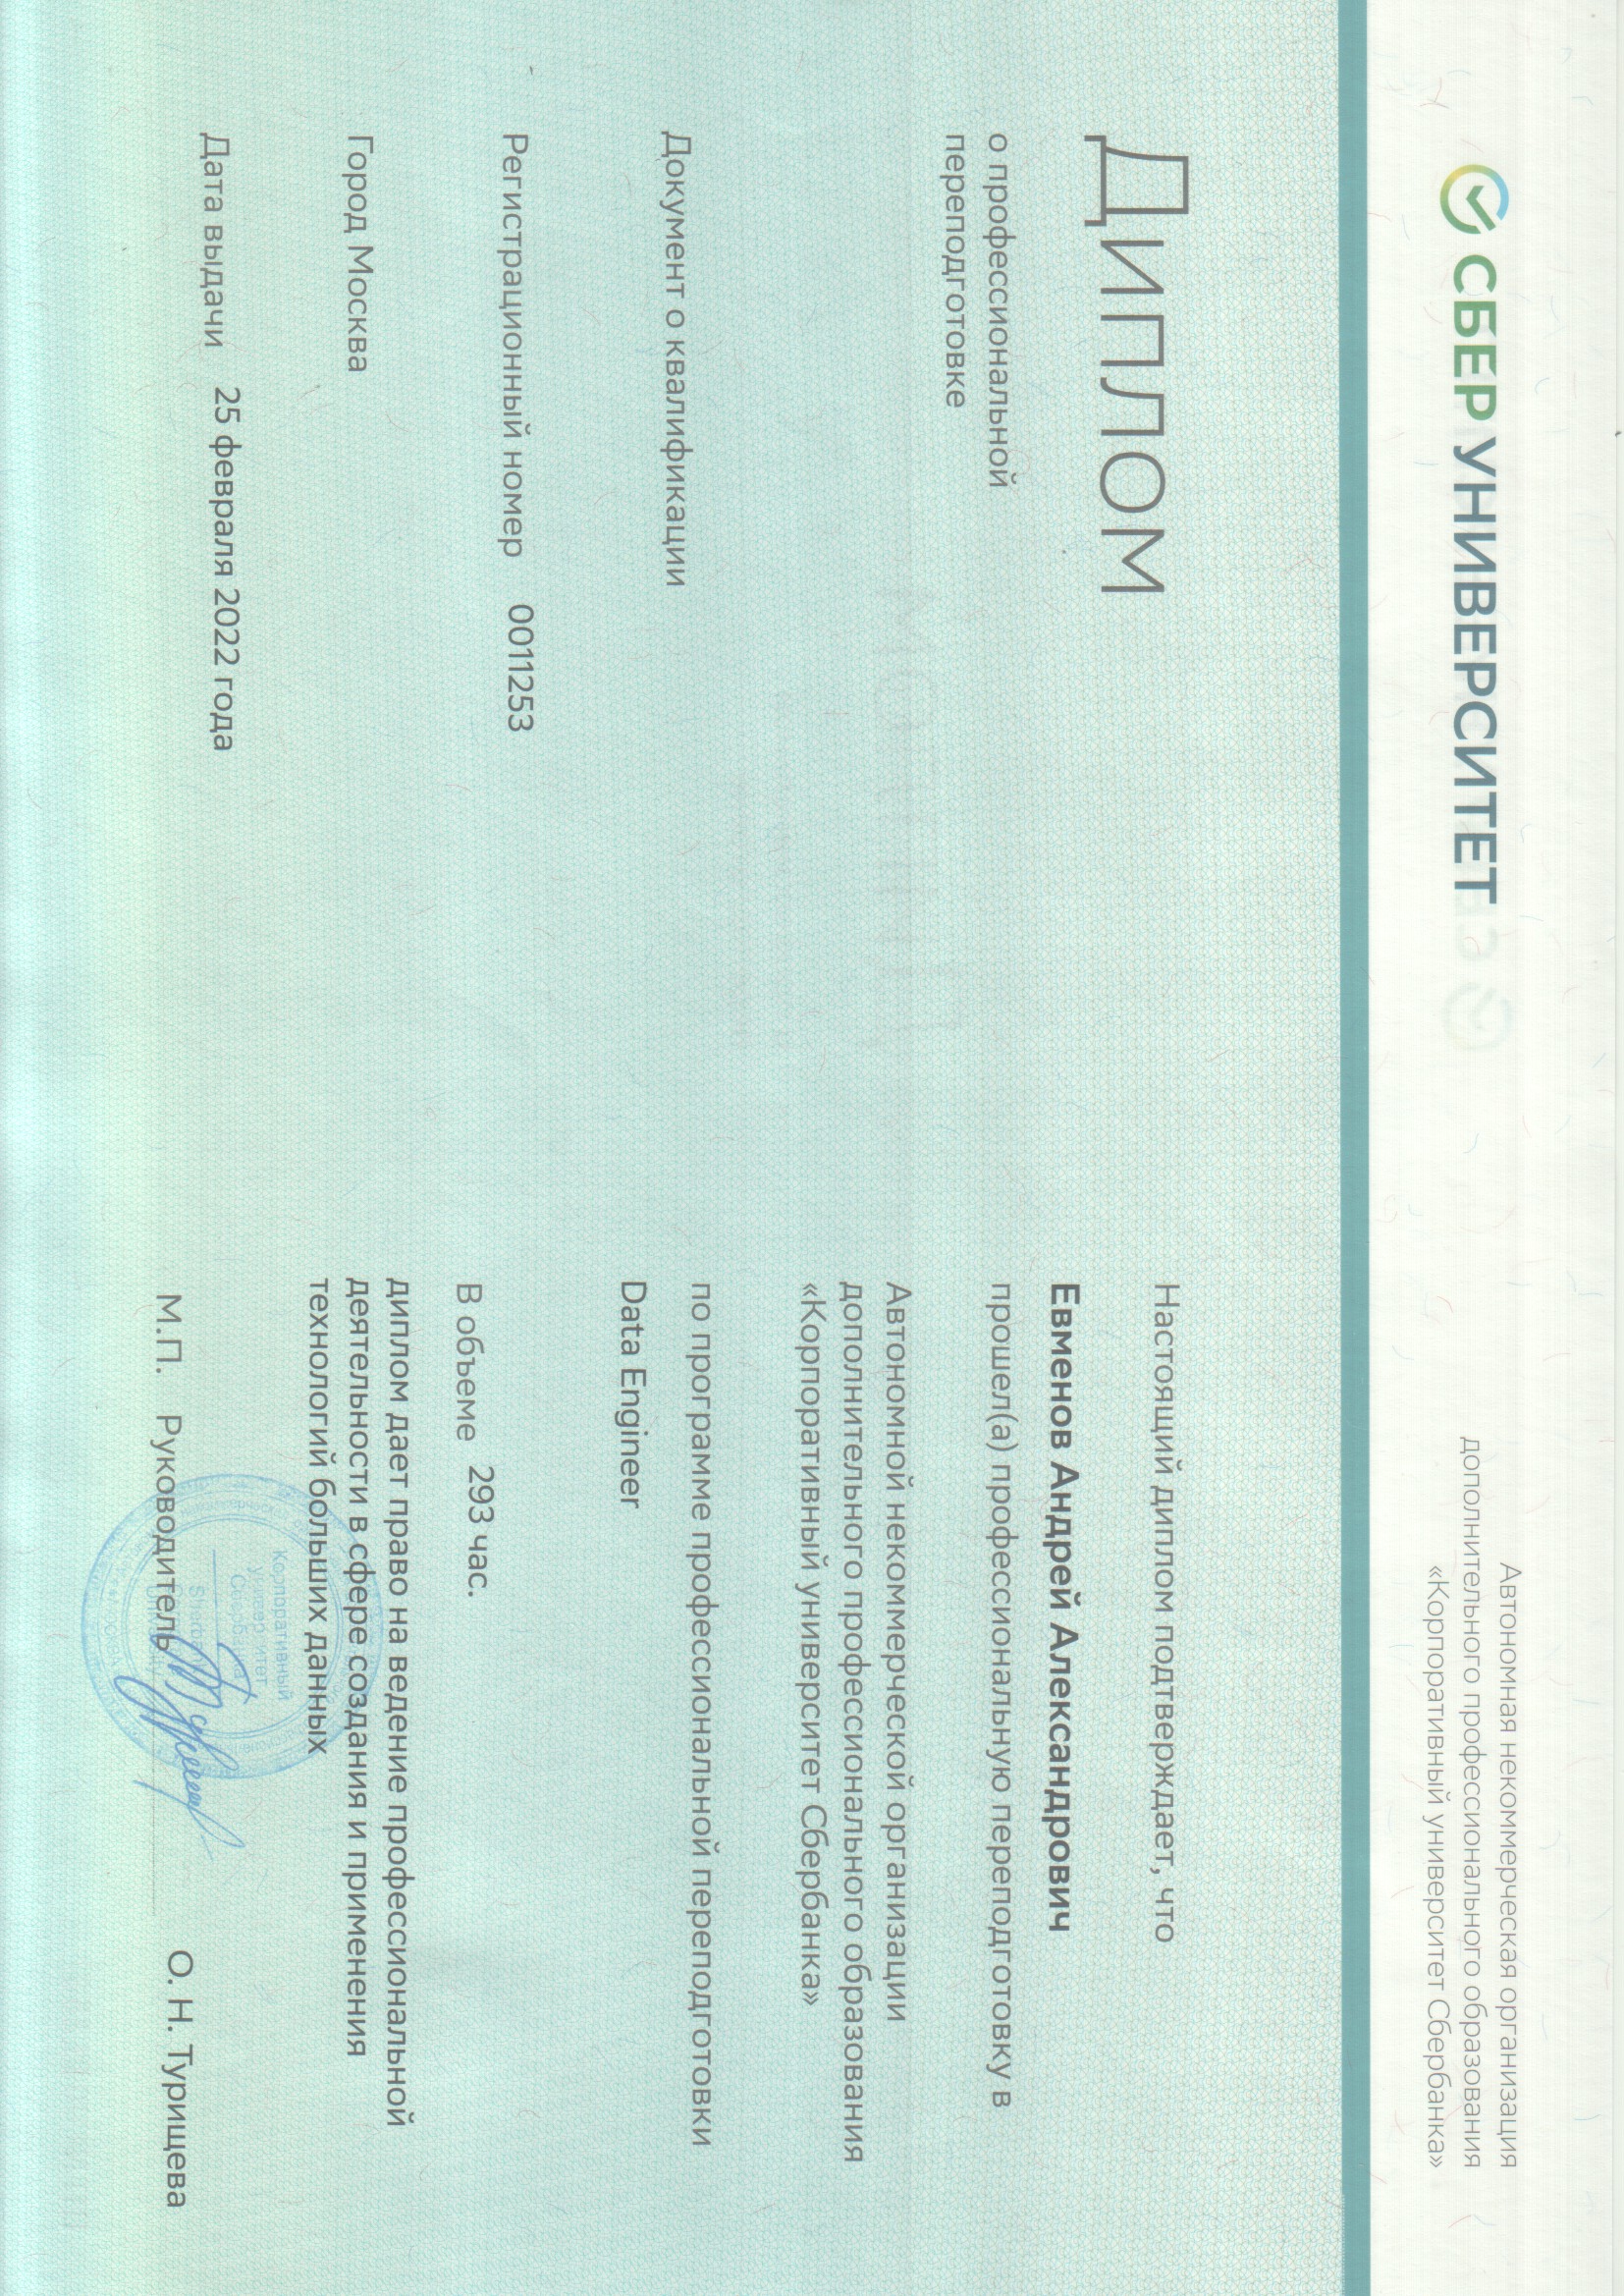 СБЕР УНИВЕРСИТЕТ
Автономная некоммерческая организация
дополнительного профессионального образования
«Корпоративный университет Сбербанка»
Диплом
о профессиональной
переподготовке
Документ о квалификации
Регистрационный номер 0011253
Город Москва
Дата выдачи 25 февраля 2022 года
Настоящий диплом подтверждает, что
Евменов Андрей Александрович
прошел(а) профессиональную переподготовку в
Автономной некоммерческой организации
дополнительного профессионального образования
«Корпоративный университет Сбербанка»
по программе профессиональной переподготовки
Data Engineer
В объеме 293 час.
диплом дает право на ведение профессиональной
деятельности в сфере создания и применения
технологий больших данных
Корпоративный
университет
Сбербанка
Sberbank
University
М.П. Руководитель
О. Н. Турищева